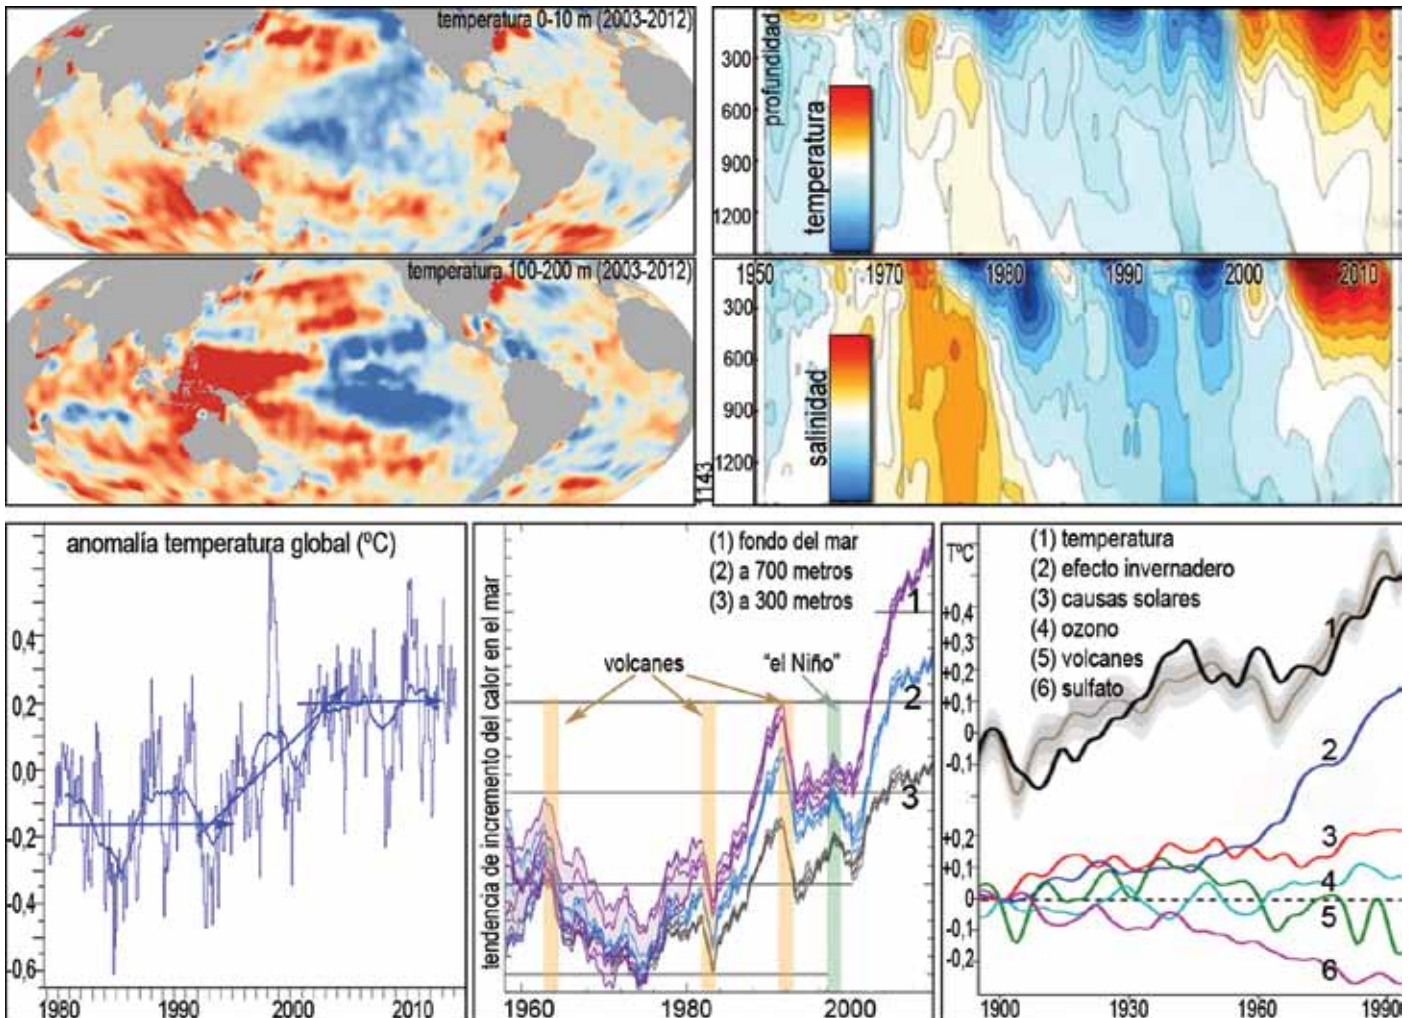 temperatura 0-10 m (2003-2012)
temperatura 100-200 m (2003-2012)
1143
profundidad
300
600
900
1200
temperatura
1950 1970 1980 1990 2000 2010
300
600
900
1200
salinidad
anomalía temperatura global (ºC)
0,4
0,2
0,0
-0,2
-0,4
-0,6
1980 1990 2000 2010
tendencia de incremento del calor en el mar
(1) fondo del mar
(2) a 700 metros
(3) a 300 metros
volcanes
"el Niño"
1
2
3
1960 1980 2000
TºC
(1) temperatura
(2) efecto invernadero
(3) causas solares
(4) ozono
(5) volcanes
(6) sulfato
+0,4
+0,3
+0,2
+0,1
0
-0,1
+0,2
+0,1
0
-0,1
-0,2
1
2
3
4
5
6
1900 1930 1960 1990